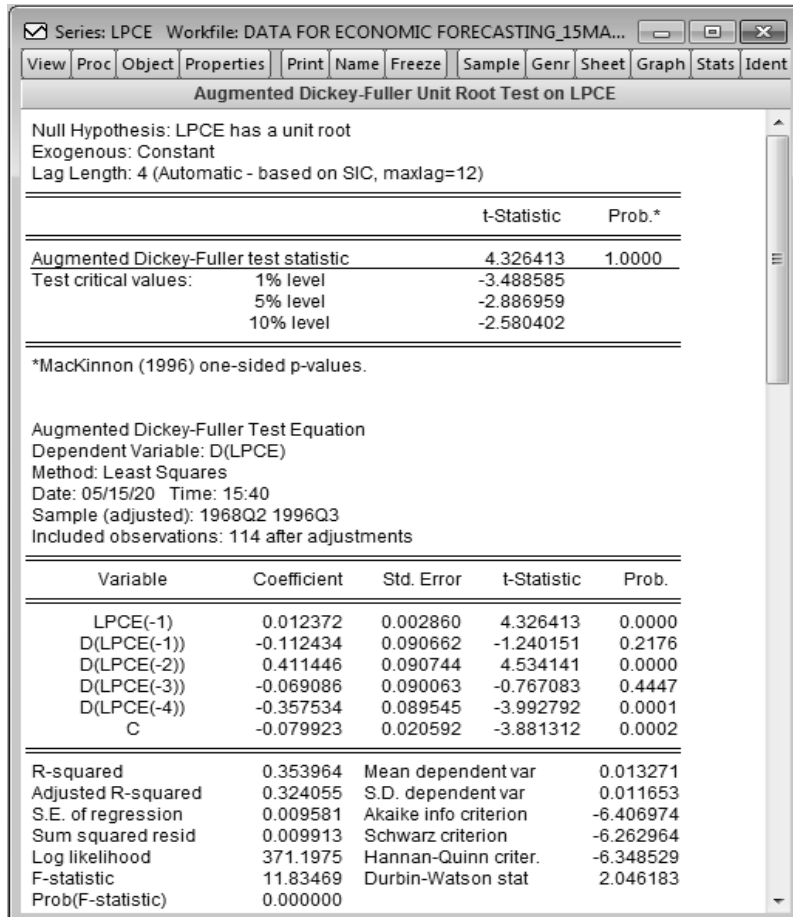 Series: LPCE Workfile: DATA FOR ECONOMIC FORECASTING_15MA...
View Proc Object Properties Print Name Freeze Sample Genr Sheet Graph Stats Ident
Augmented Dickey-Fuller Unit Root Test on LPCE
Null Hypothesis: LPCE has a unit root
Exogenous: Constant
Lag Length: 4 (Automatic - based on SIC, maxlag=12)
t-Statistic Prob.*
Augmented Dickey-Fuller test statistic 4.326413 1.0000
Test critical values: 1% level -3.488585
5% level -2.886959
10% level -2.580402
*MacKinnon (1996) one-sided p-values.
Augmented Dickey-Fuller Test Equation
Dependent Variable: D(LPCE)
Method: Least Squares
Date: 05/15/20 Time: 15:40
Sample (adjusted): 1968Q2 1996Q3
Included observations: 114 after adjustments
Variable Coefficient Std. Error t-Statistic Prob.
LPCE(-1) 0.012372 0.002860 4.326413 0.0000
D(LPCE(-1)) -0.112434 0.090662 -1.240151 0.2176
D(LPCE(-2)) 0.411446 0.090744 4.534141 0.0000
D(LPCE(-3)) -0.069086 0.090063 -0.767083 0.4447
D(LPCE(-4)) -0.357534 0.089545 -3.992792 0.0001
C -0.079923 0.020592 -3.881312 0.0002
R-squared 0.353964 Mean dependent var 0.013271
Adjusted R-squared 0.324055 S.D. dependent var 0.011653
S.E. of regression 0.009581 Akaike info criterion -6.406974
Sum squared resid 0.009913 Schwarz criterion -6.262964
Log likelihood 371.1975 Hannan-Quinn criter. -6.348529
F-statistic 11.83469 Durbin-Watson stat 2.046183
Prob(F-statistic) 0.000000